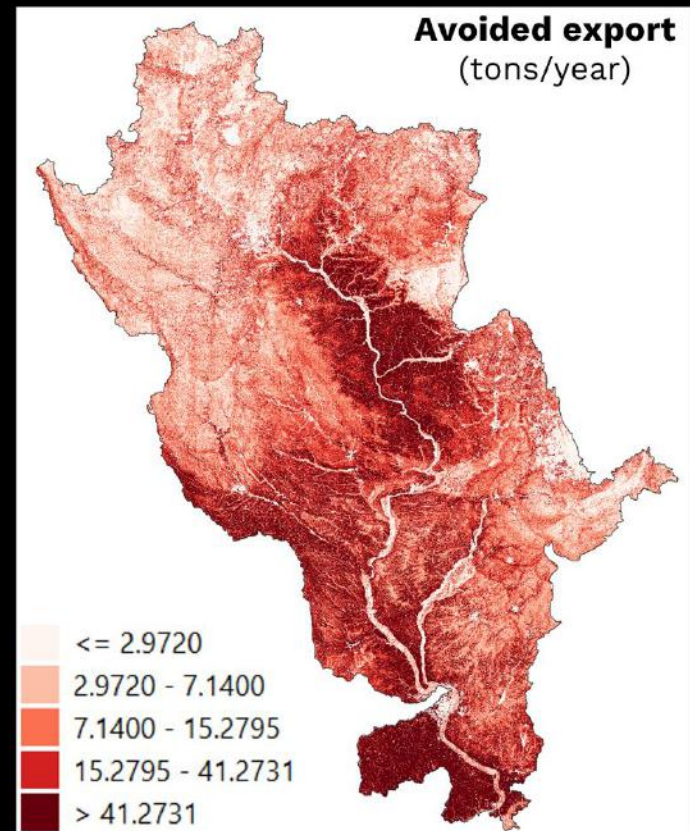 Avoided export
(tons/year)
<= 2.9720
2.9720 - 7.1400
7.1400 - 15.2795
15.2795 - 41.2731
> 41.2731